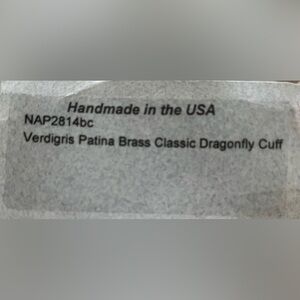 Handmade in the USA
NAP2814bc
Verdigris Patina Brass Classic Dragonfly Cuff